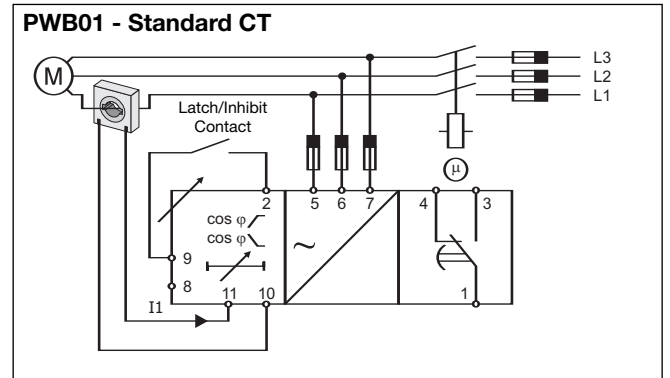 PWB01 - Standard CT
L3
L2
L1
M
Latch/Inhibit
Contact
μ
2
5
6
7
4
3
cos φ
cos φ
~
9
8
11
10
1
I1